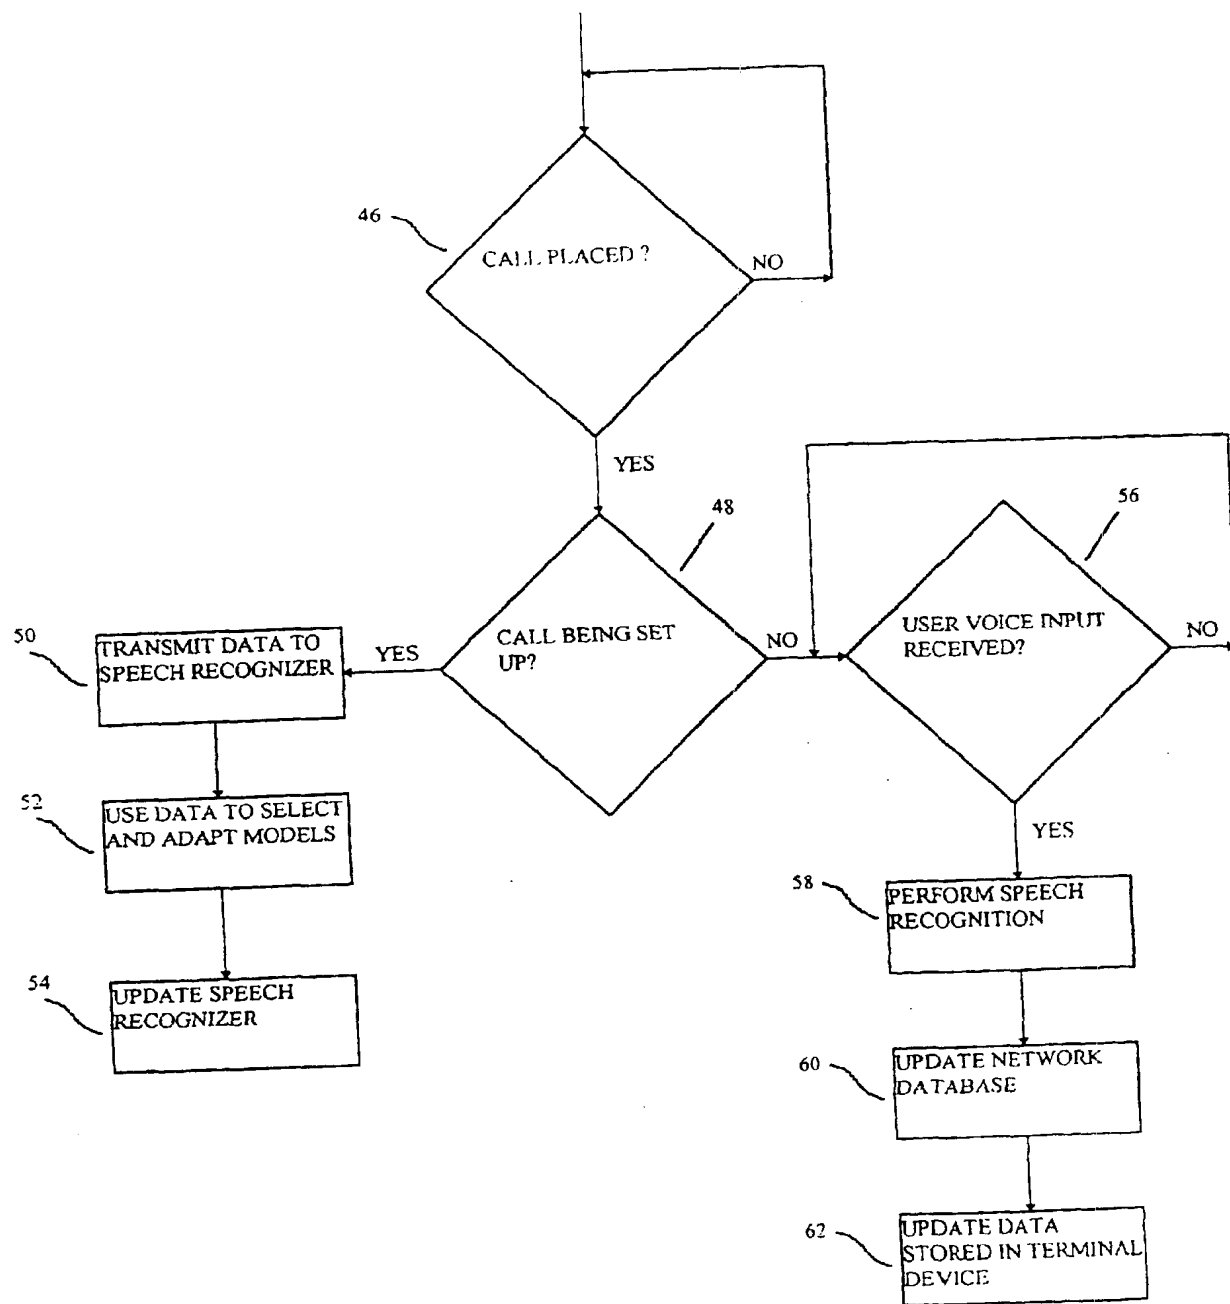 46
CALL PLACED ?
NO
YES
48
56
CALL BEING SET
UP?
NO
USER VOICE INPUT
RECEIVED?
NO
50
TRANSMIT DATA TO
SPEECH RECOGNIZER
YES
52
USE DATA TO SELECT
AND ADAPT MODELS
YES
58
PERFORM SPEECH
RECOGNITION
54
UPDATE SPEECH
RECOGNIZER
60
UPDATE NETWORK
DATABASE
62
UPDATE DATA
STORED IN TERMINAL
DEVICE